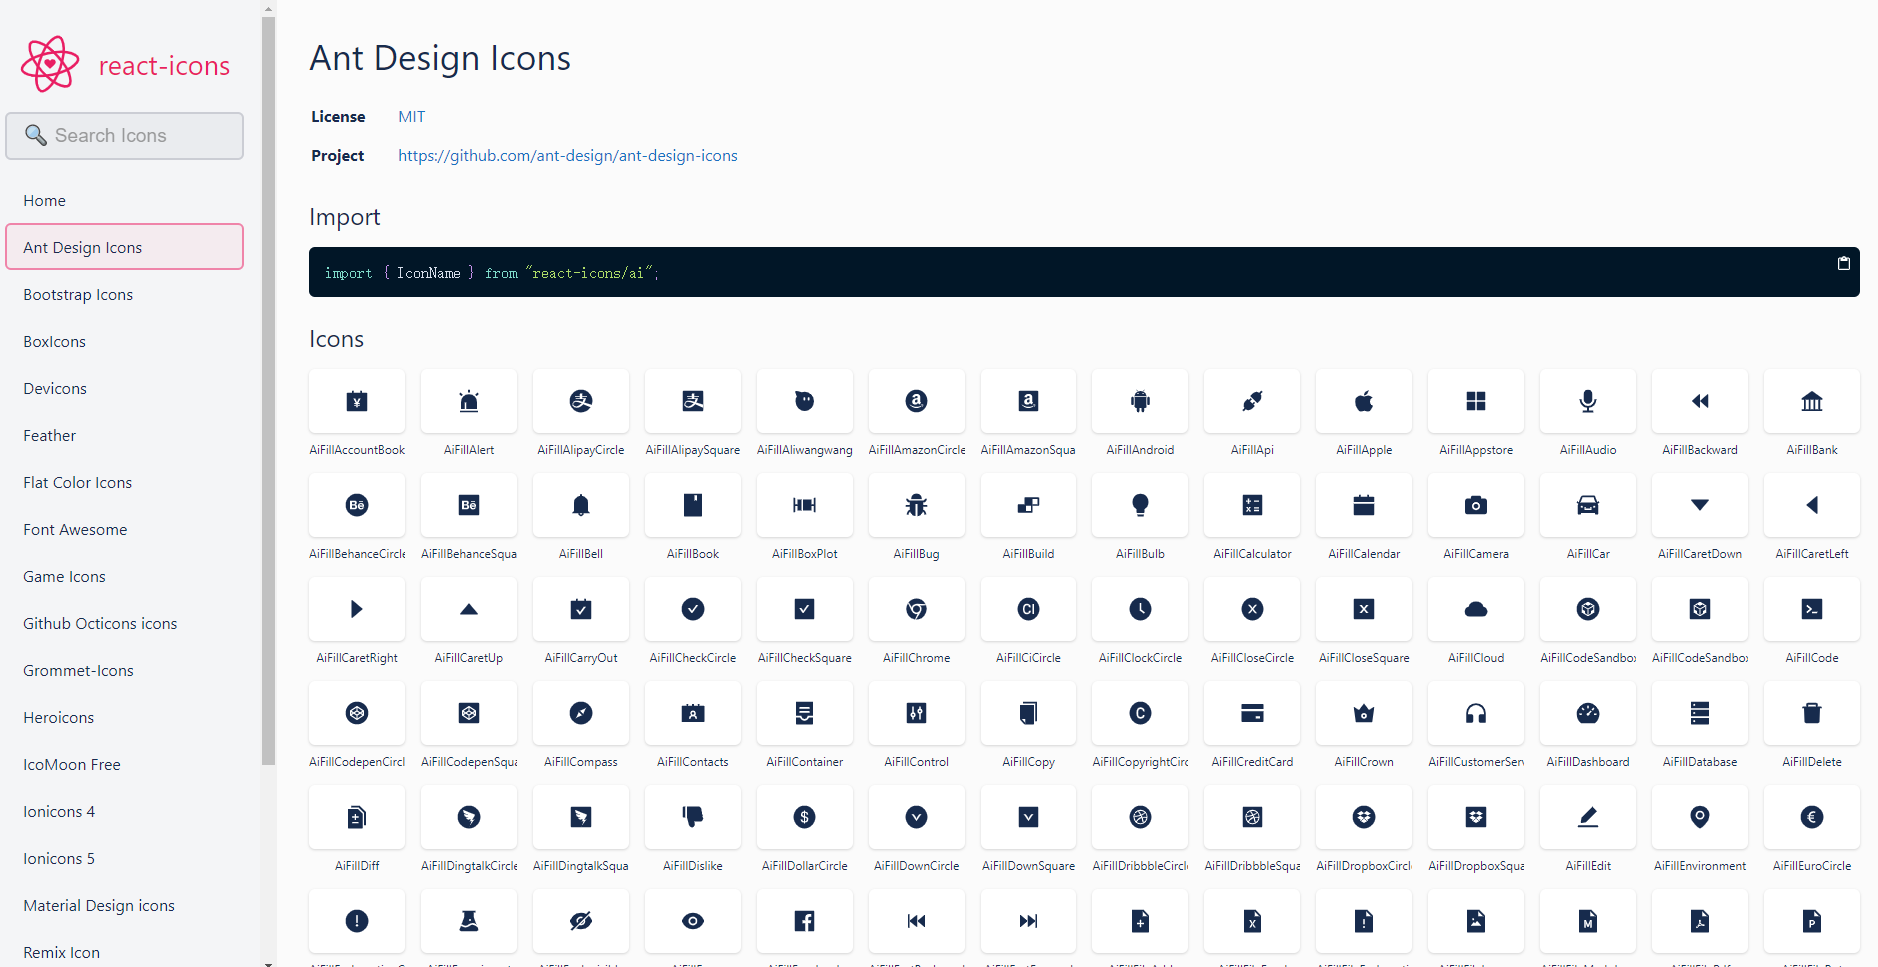 react-icons
Search Icons
Home
Ant Design Icons
Bootstrap Icons
BoxIcons
Devicons
Feather
Flat Color Icons
Font Awesome
Game Icons
Github Octicons icons
Grommet-Icons
Heroicons
IcoMoon Free
Ionicons 4
Ionicons 5
Material Design icons
Remix Icon
Ant Design Icons
License MIT
Project https://github.com/ant-design/ant-design-icons
Import
import { IconName } from "react-icons/ai";
Icons
AiFillAccountBook AiFillAlert AiFillAlipayCircle AiFillAlipaySquare AiFillAliwangwang AiFillAmazonCircle AiFillAmazonSqua AiFillAndroid AiFillApi AiFillApple AiFillAppstore AiFillAudio AiFillBackward AiFillBank
AiFillBehanceCircle AiFillBehanceSqua AiFillBell AiFillBook AiFillBoxPlot AiFillBug AiFillBuild AiFillBulb AiFillCalculator AiFillCalendar AiFillCamera AiFillCar AiFillCaretDown AiFillCaretLeft
AiFillCaretRight AiFillCaretUp AiFillCarryOut AiFillCheckCircle AiFillCheckSquare AiFillChrome AiFillCiCircle AiFillClockCircle AiFillCloseCircle AiFillCloseSquare AiFillCloud AiFillCodeSandbo AiFillCodeSandbo AiFillCode
AiFillCodepenCircl AiFillCodepenSqua AiFillCompass AiFillContacts AiFillContainer AiFillControl AiFillCopy AiFillCopyrightCirc AiFillCreditCard AiFillCrown AiFillCustomerServ AiFillDashboard AiFillDatabase AiFillDelete
AiFillDiff AiFillDingtalkCircle AiFillDingtalkSqua AiFillDislike AiFillDollarCircle AiFillDownCircle AiFillDownSquare AiFillDribbbleCircl AiFillDribbbleSqua AiFillDropboxCircl AiFillDropboxSqua AiFillEdit AiFillEnvironment AiFillEuroCircle